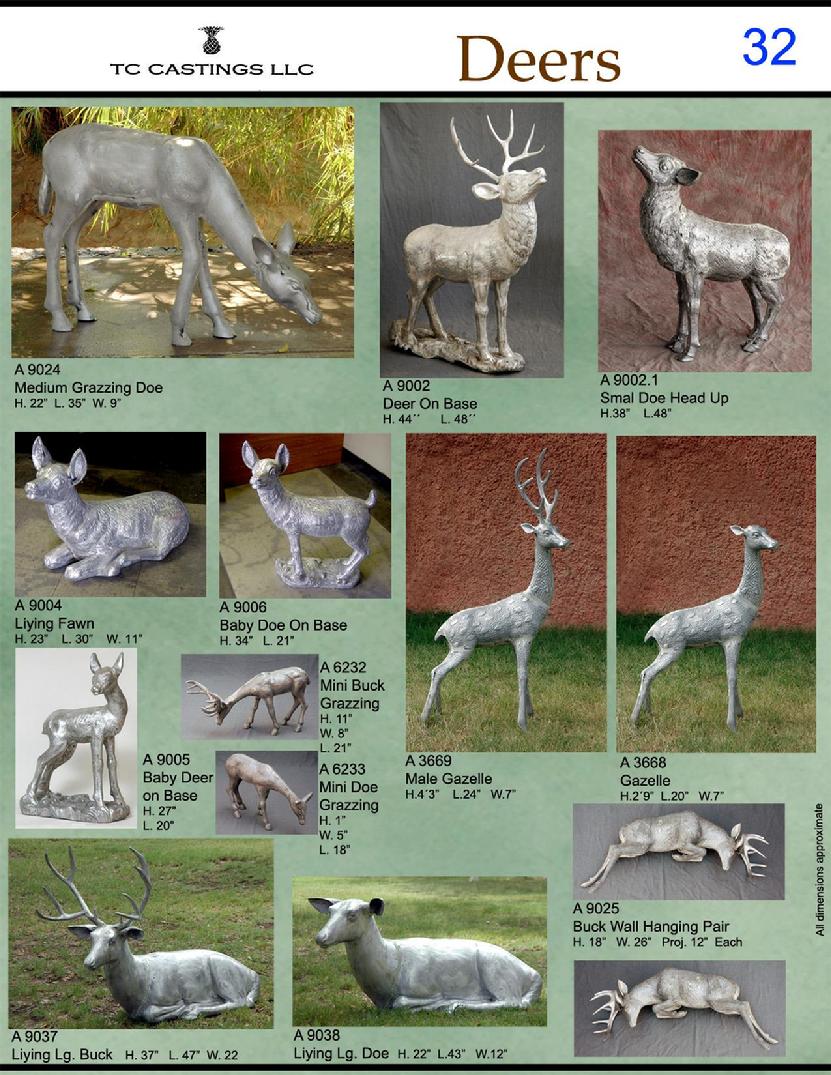 TC CASTINGS LLC
Deers
32
A 9024
Medium Grazzing Doe
H. 22" L. 35" W. 9"
A 9002
Deer On Base
H. 44´´ L. 48´´
A 9002.1
Smal Doe Head Up
H.38" L.48"
A 9004
Liying Fawn
H. 23" L. 30" W. 11"
A 9006
Baby Doe On Base
H. 34" L. 21"
A 3669
Male Gazelle
H.4´3" L.24" W.7"
A 3668
Gazelle
H.2´9" L.20" W.7"
A 9005
Baby Deer
on Base
H. 27"
L. 20"
A 6232
Mini Buck
Grazzing
H. 11"
W. 8"
L. 21"
A 6233
Mini Doe
Grazzing
H. 1"
W. 5"
L. 18"
A 9025
Buck Wall Hanging Pair
H. 18" W. 26" Proj. 12" Each
All dimensions approximate
A 9037
Liying Lg. Buck H. 37" L. 47" W. 22
A 9038
Liying Lg. Doe H. 22" L.43" W.12"